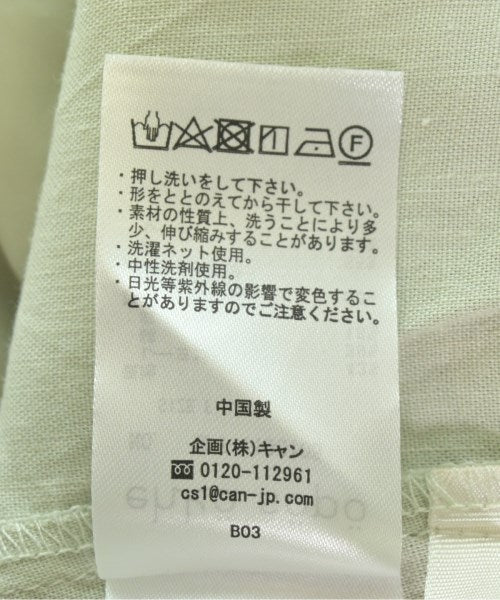 F
・押し洗いをして下さい。
・形をととのえてから干して下さい。
・素材の性質上、洗うことにより多
少、伸び縮みすることがあります。
・洗濯ネット使用。
・中性洗剤使用。
・日光等紫外線の影響で変色するこ
とがありますのでご注意ください。
中国製
企画(株)キャン
0120-112961
cs1@can-jp.com
B03